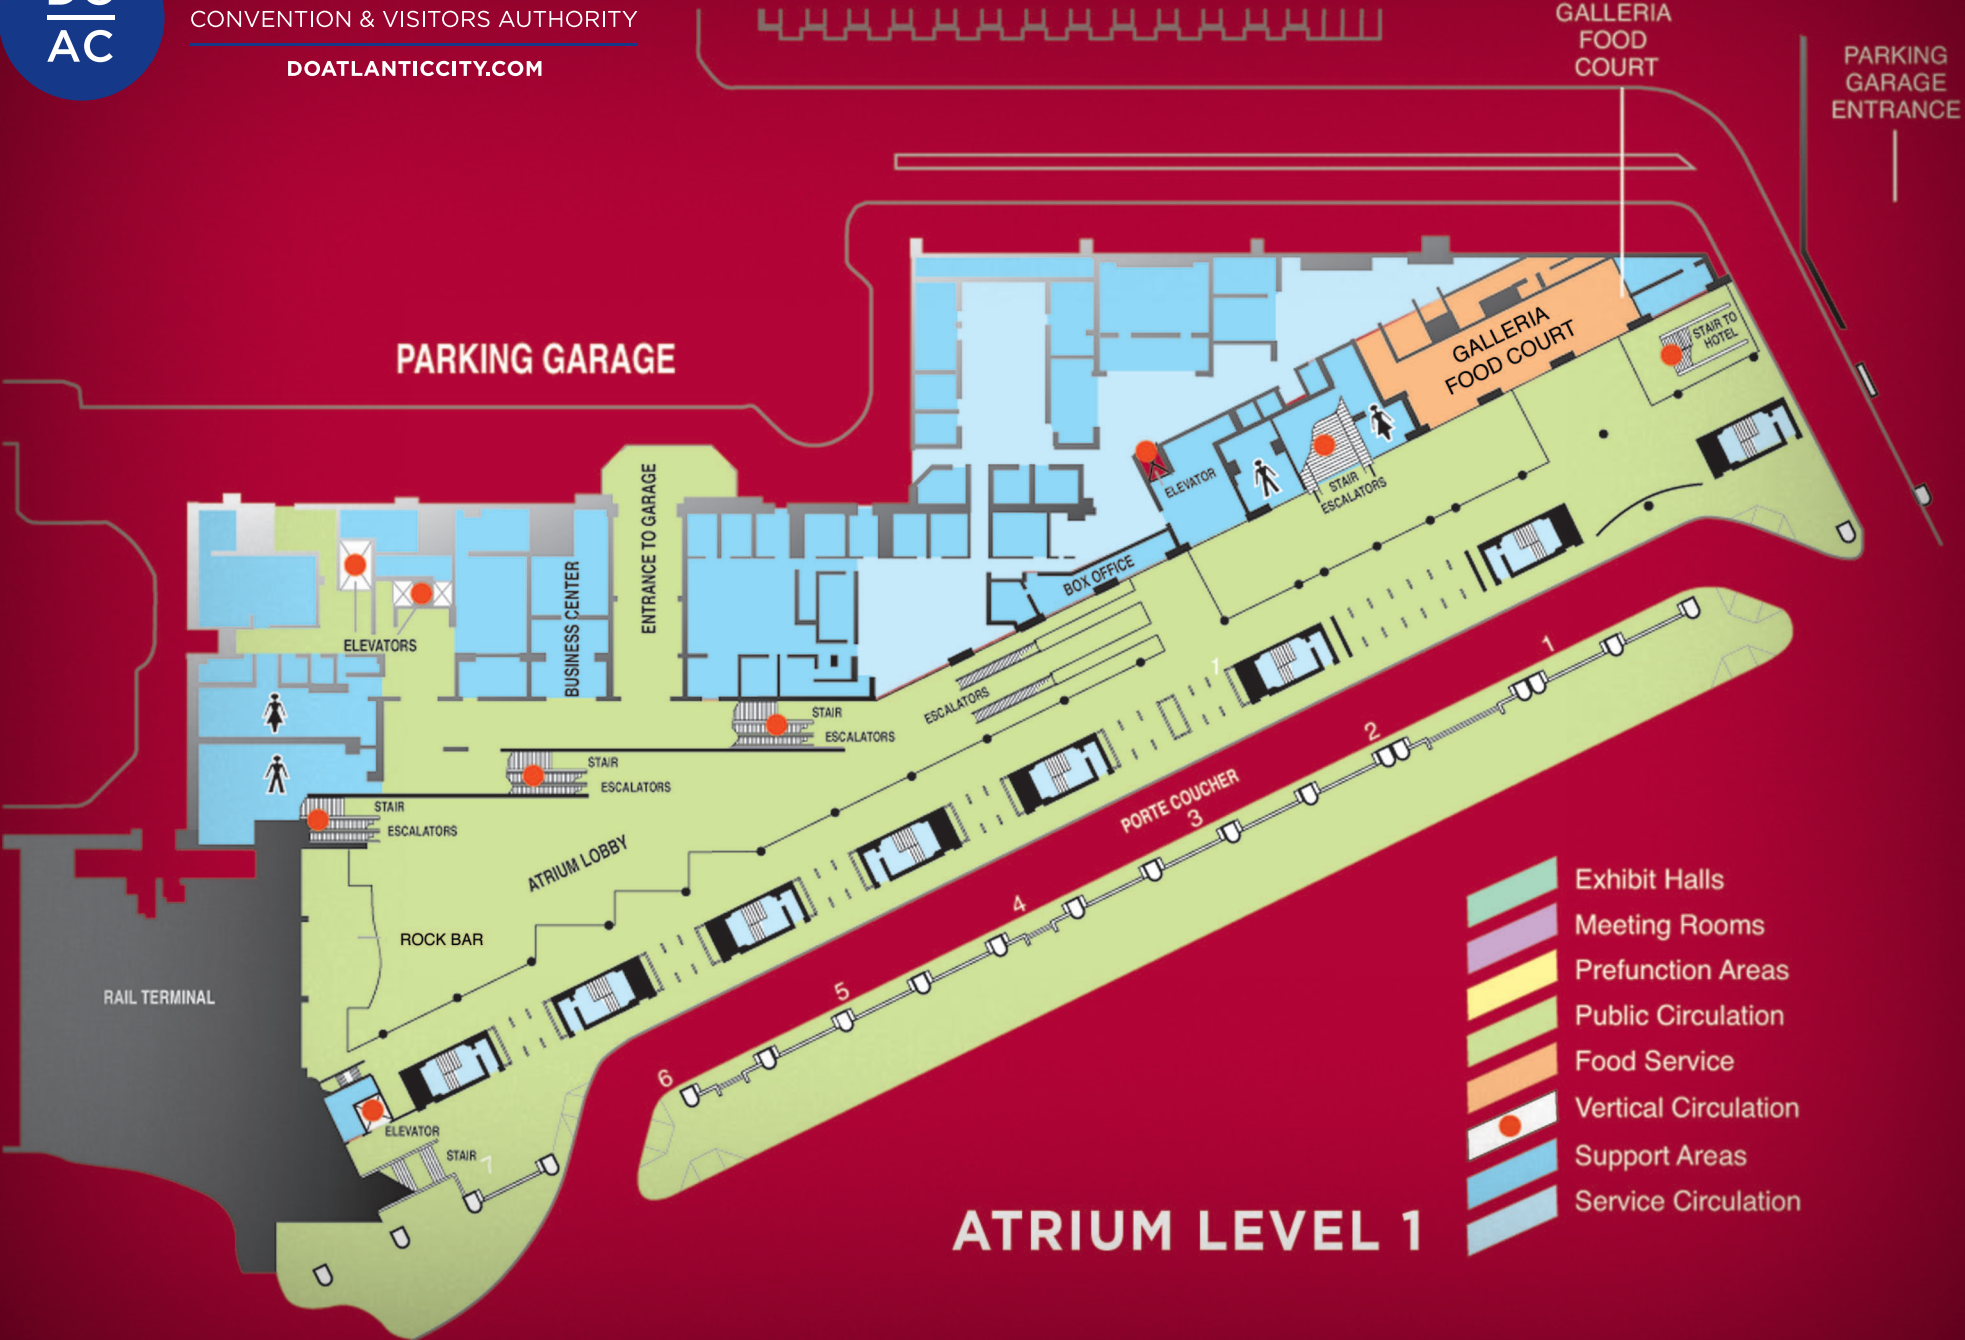 AC
CONVENTION & VISITORS AUTHORITY
DOATLANTICCITY.COM
GALLERIA
FOOD
COURT
PARKING
GARAGE
ENTRANCE
PARKING GARAGE
GALLERIA
FOOD COURT
STAIR TO
HOTEL
ELEVATOR
STAIR
ESCALATORS
ENTRANCE TO GARAGE
BUSINESS CENTER
BOX OFFICE
ELEVATORS
ESCALATORS
STAIR
ESCALATORS
STAIR
ESCALATORS
STAIR
ESCALATORS
ATRIUM LOBBY
ROCK BAR
RAIL TERMINAL
ELEVATOR
STAIR
7
PORTE COUCHER
1
1
2
3
4
5
6
Exhibit Halls
Meeting Rooms
Prefunction Areas
Public Circulation
Food Service
Vertical Circulation
Support Areas
Service Circulation
ATRIUM LEVEL 1